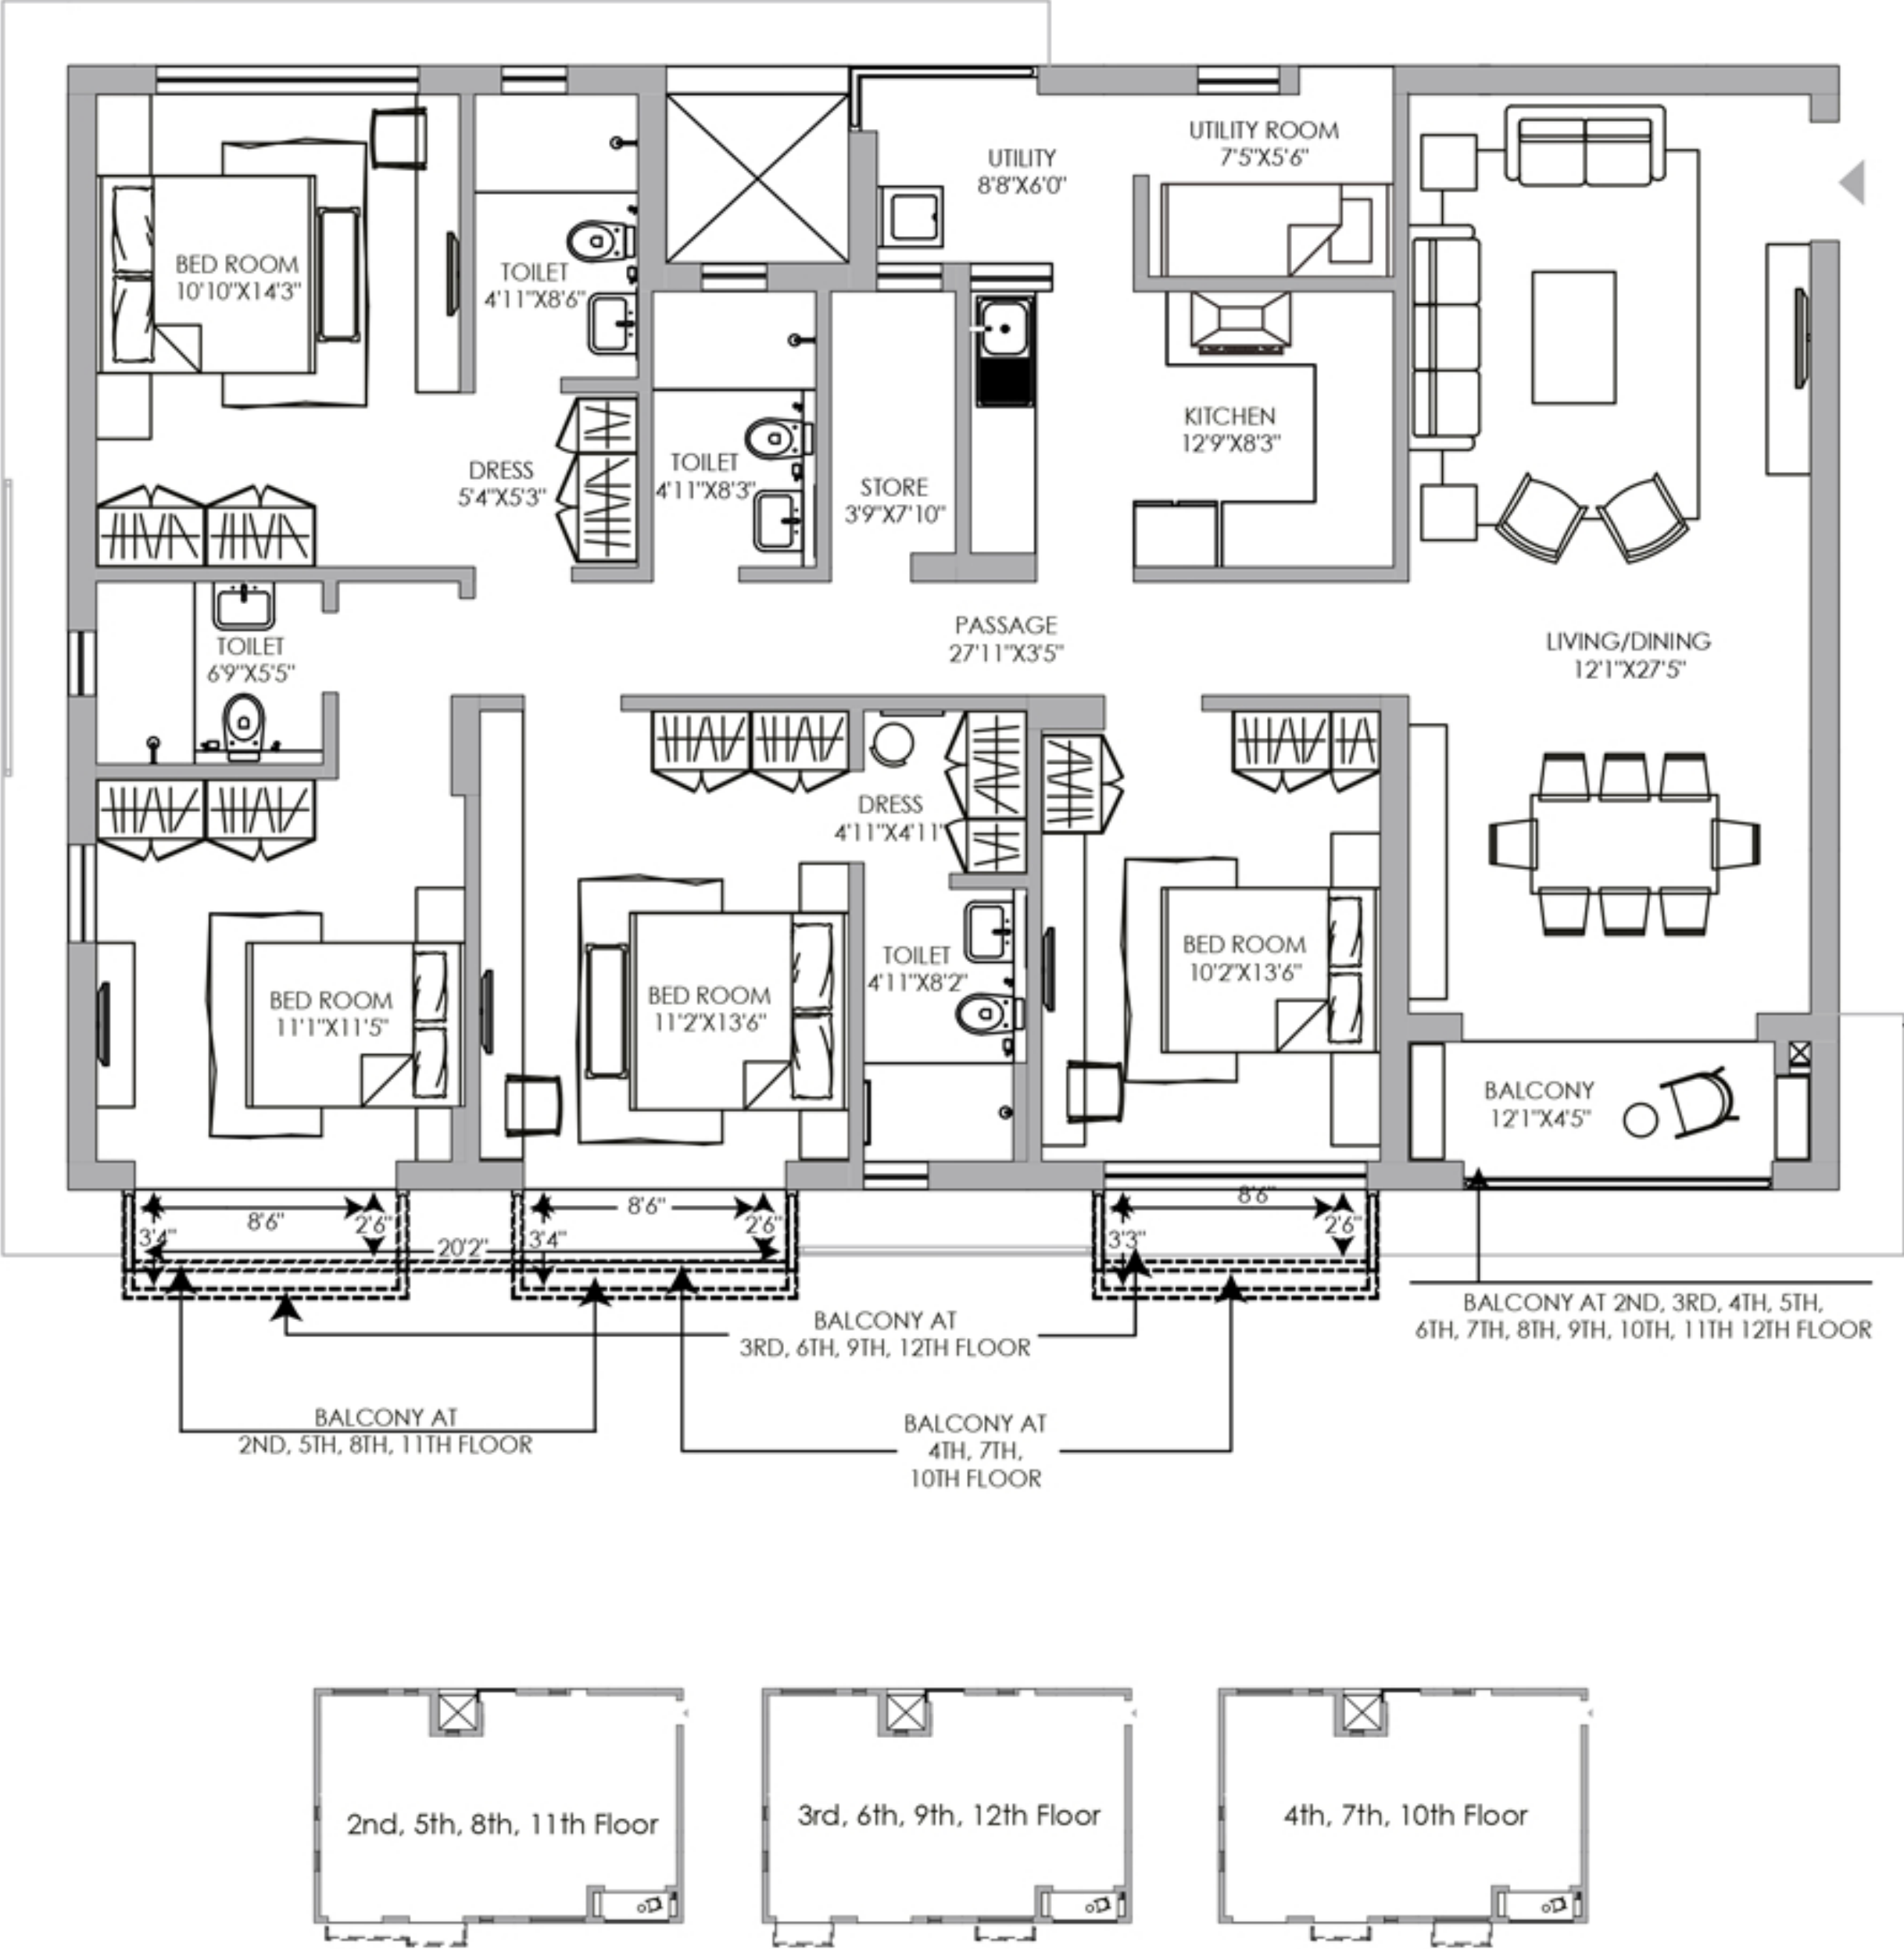 UTILITY ROOM
7'5"X5'6"
UTILITY
8'8"X6'0"
BED ROOM
10'10"X14'3"
TOILET
4'11"X8'6"
KITCHEN
12'9"X8'3"
DRESS
5'4"X5'3"
TOILET
4'11"X8'3"
STORE
3'9"X7'10"
PASSAGE
27'11"X3'5"
LIVING/DINING
12'1"X27'5"
TOILET
6'9"X5'5"
DRESS
4'11"X4'11"
BED ROOM
10'2"X13'6"
TOILET
4'11"X8'2"
BED ROOM
11'1"X11'5"
BED ROOM
11'2"X13'6"
BALCONY
12'1"X4'5"
8'6"
2'6"
3'4"
20'2"
8'6"
2'6"
3'4"
8'6"
2'6"
3'3"
BALCONY AT
3RD, 6TH, 9TH, 12TH FLOOR
BALCONY AT 2ND, 3RD, 4TH, 5TH,
6TH, 7TH, 8TH, 9TH, 10TH, 11TH 12TH FLOOR
BALCONY AT
2ND, 5TH, 8TH, 11TH FLOOR
BALCONY AT
4TH, 7TH,
10TH FLOOR
2nd, 5th, 8th, 11th Floor
3rd, 6th, 9th, 12th Floor
4th, 7th, 10th Floor